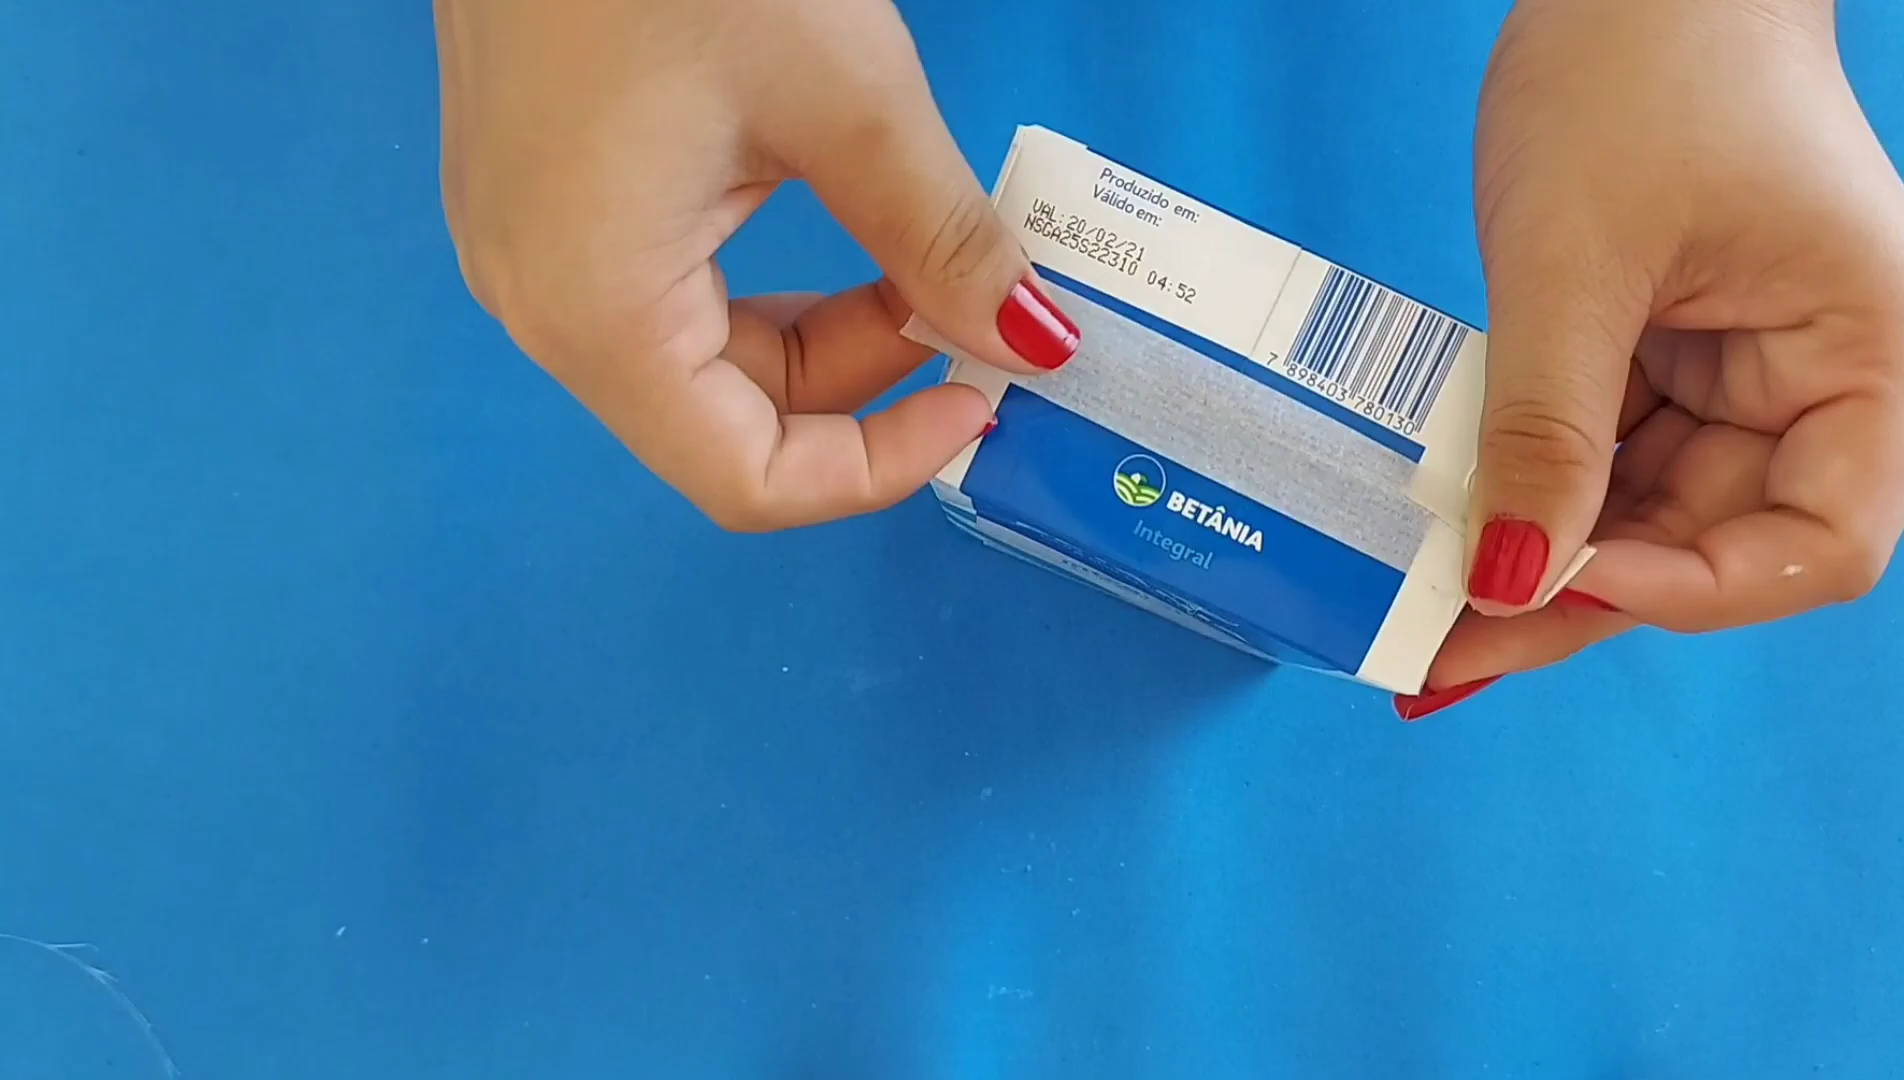 Produzido em:
Válido em:
VAL: 20/02/21
NSGA25S22310 04:52
7 898403 780130
BETÂNIA
Integral